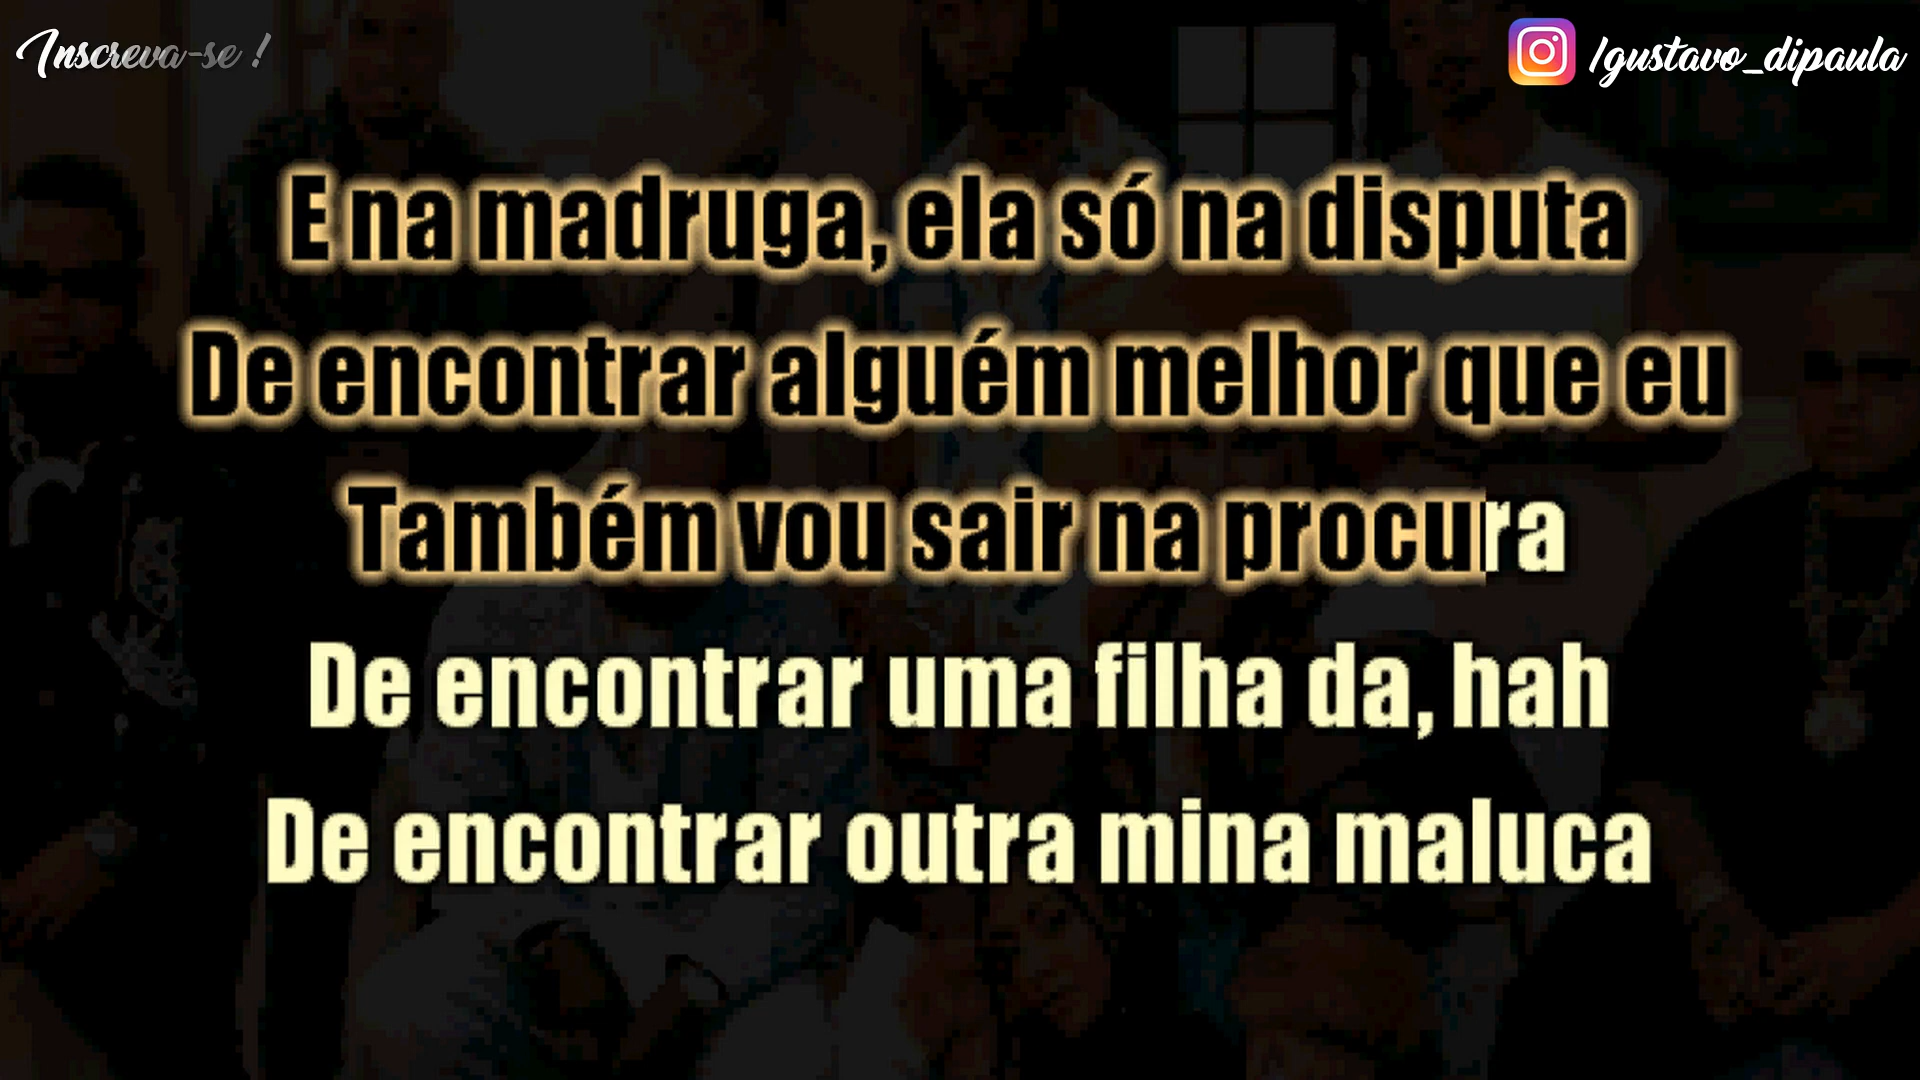 Inscreva-se !
/gustavo_dipaula
E na madruga, ela só na disputa
De encontrar alguém melhor que eu
Também vou sair na procura
De encontrar uma filha da, hah
De encontrar outra mina maluca